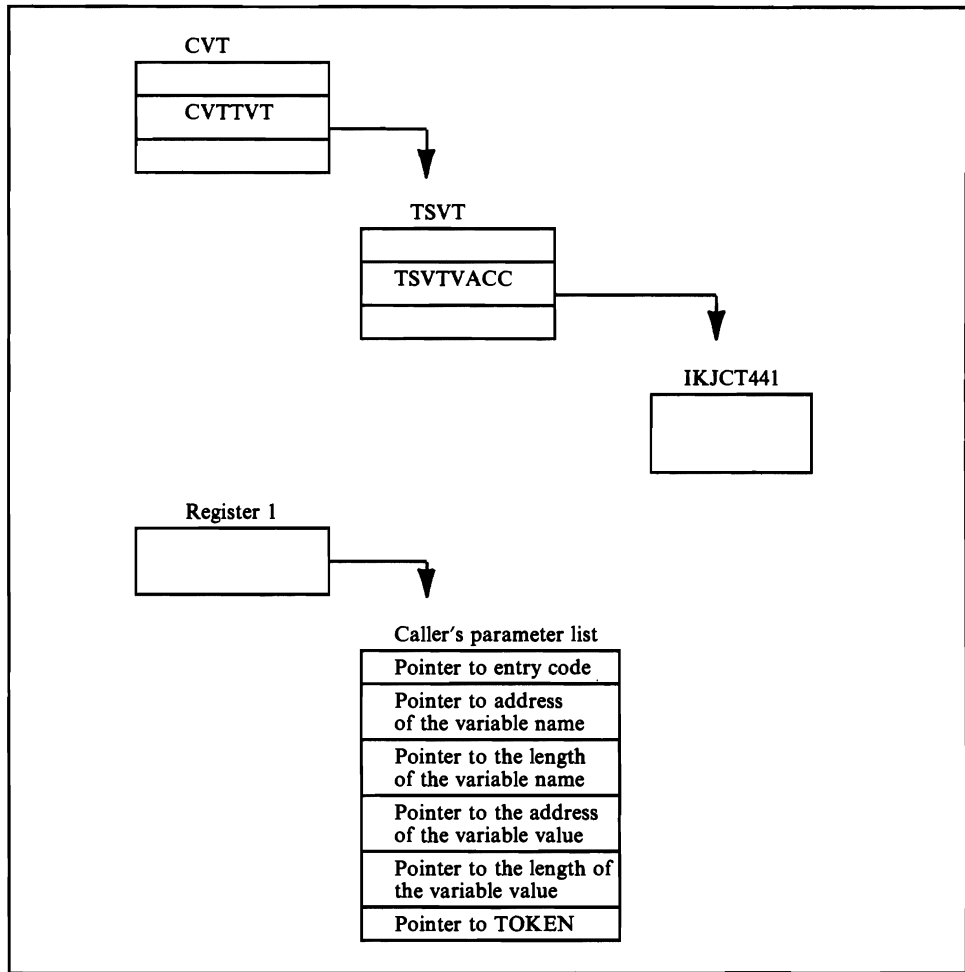 CVT
CVTTVT
TSVT
TSVTVACC
IKJCT441
Register 1
Caller's parameter list
Pointer to entry code
Pointer to address
of the variable name
Pointer to the length
of the variable name
Pointer to the address
of the variable value
Pointer to the length of
the variable value
Pointer to TOKEN